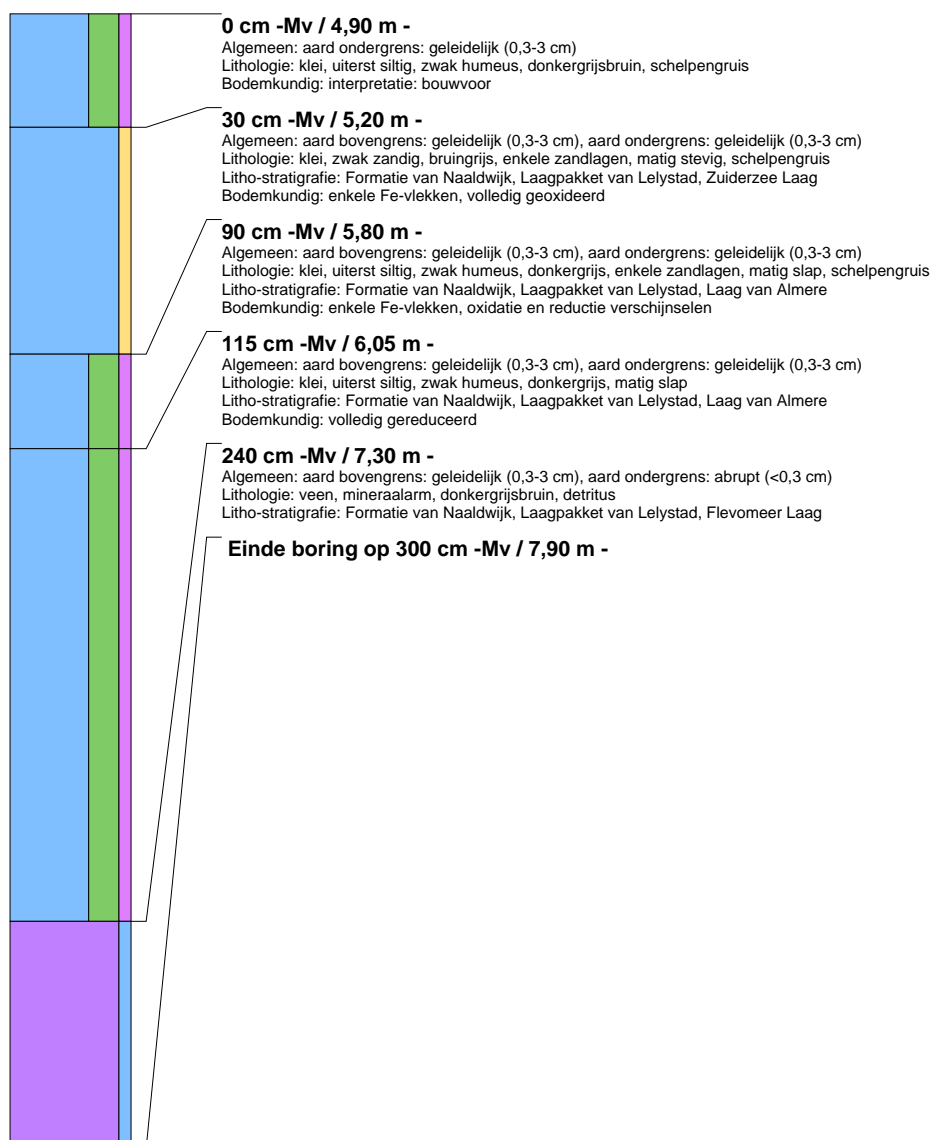 0 cm -Mv / 4,90 m -
Algemeen: aard ondergrens: geleidelijk (0,3-3 cm)
Lithologie: klei, uiterst siltig, zwak humeus, donkergrijsbruin, schelpengruis
Bodemkundig: interpretatie: bouwvoor
30 cm -Mv / 5,20 m -
Algemeen: aard bovengrens: geleidelijk (0,3-3 cm), aard ondergrens: geleidelijk (0,3-3 cm)
Lithologie: klei, zwak zandig, bruingrijs, enkele zandlagen, matig stevig, schelpengruis
Litho-stratigrafie: Formatie van Naaldwijk, Laagpakket van Lelystad, Zuiderzee Laag
Bodemkundig: enkele Fe-vlekken, volledig geoxideerd
90 cm -Mv / 5,80 m -
Algemeen: aard bovengrens: geleidelijk (0,3-3 cm), aard ondergrens: geleidelijk (0,3-3 cm)
Lithologie: klei, uiterst siltig, zwak humeus, donkergrijs, enkele zandlagen, matig slap, schelpengruis
Litho-stratigrafie: Formatie van Naaldwijk, Laagpakket van Lelystad, Laag van Almere
Bodemkundig: enkele Fe-vlekken, oxidatie en reductie verschijnselen
115 cm -Mv / 6,05 m -
Algemeen: aard bovengrens: geleidelijk (0,3-3 cm), aard ondergrens: geleidelijk (0,3-3 cm)
Lithologie: klei, uiterst siltig, zwak humeus, donkergrijs, matig slap
Litho-stratigrafie: Formatie van Naaldwijk, Laagpakket van Lelystad, Laag van Almere
Bodemkundig: volledig gereduceerd
240 cm -Mv / 7,30 m -
Algemeen: aard bovengrens: geleidelijk (0,3-3 cm), aard ondergrens: abrupt (<0,3 cm)
Lithologie: veen, mineraalarm, donkergrijsbruin, detritus
Litho-stratigrafie: Formatie van Naaldwijk, Laagpakket van Lelystad, Flevomeer Laag
Einde boring op 300 cm -Mv / 7,90 m -